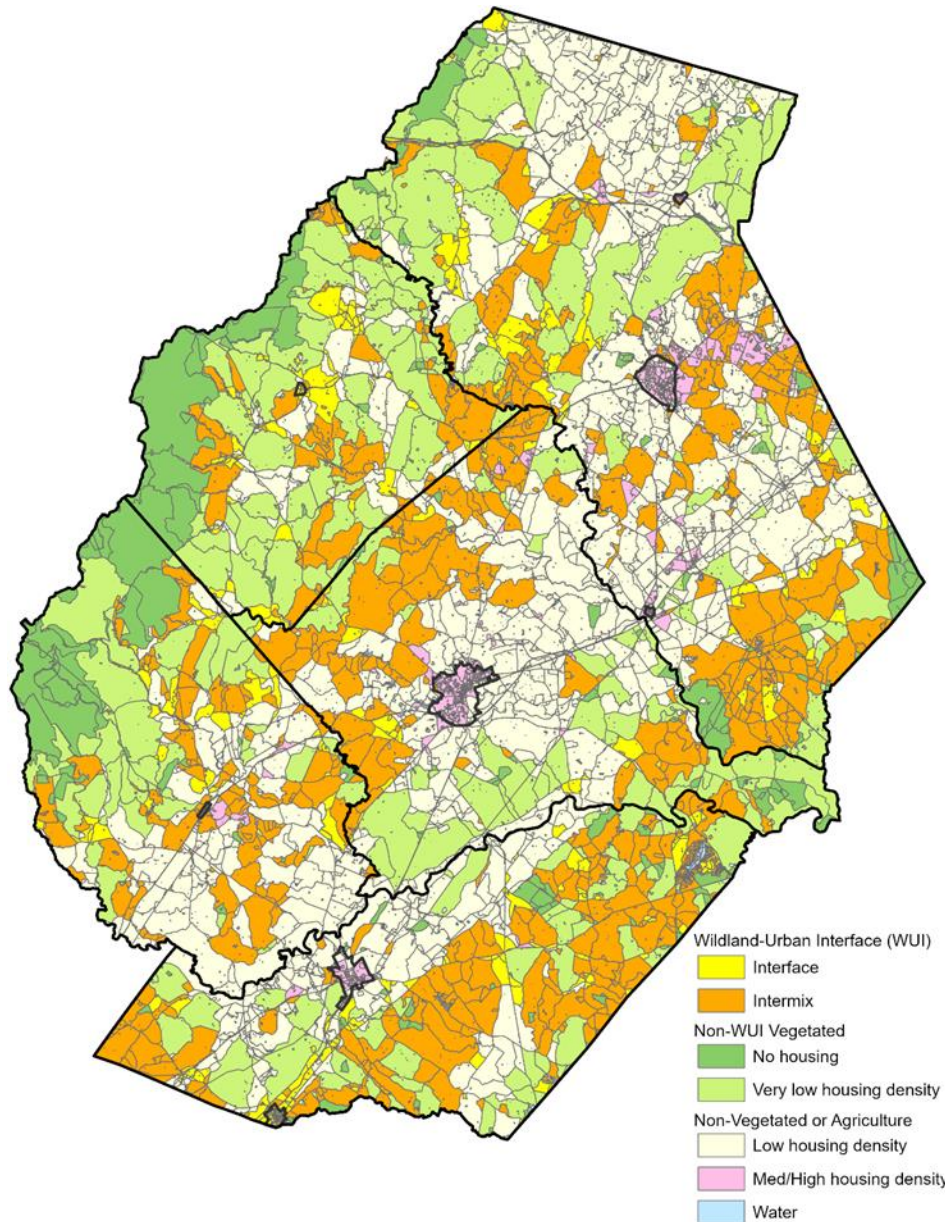 Wildland-Urban Interface (WUI)
Interface
Intermix
Non-WUI Vegetated
No housing
Very low housing density
Non-Vegetated or Agriculture
Low housing density
Med/High housing density
Water